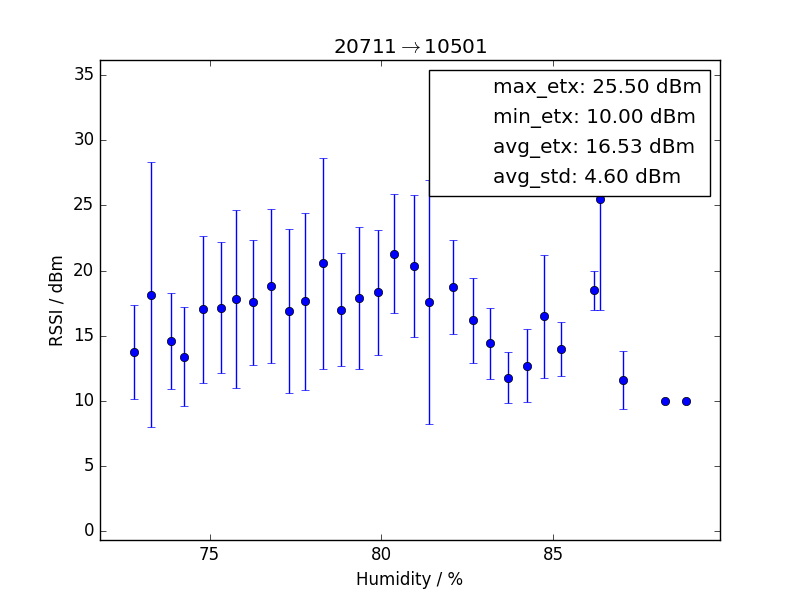 20711→10501
max_etx: 25.50 dBm
min_etx: 10.00 dBm
avg_etx: 16.53 dBm
avg_std: 4.60 dBm
RSSI / dBm
35
30
25
20
15
10
5
0
75 80 85
Humidity / %